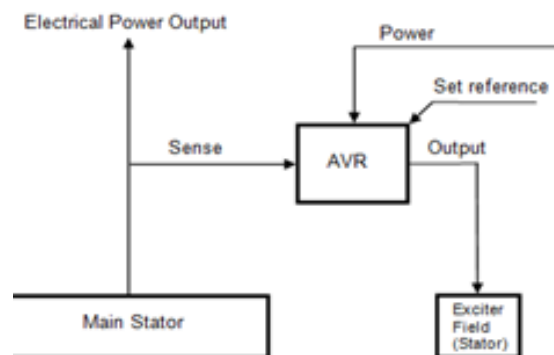 Electrical Power Output
Power
Set reference
Sense
AVR
Output
Main Stator
Exciter
Field
(Stator)